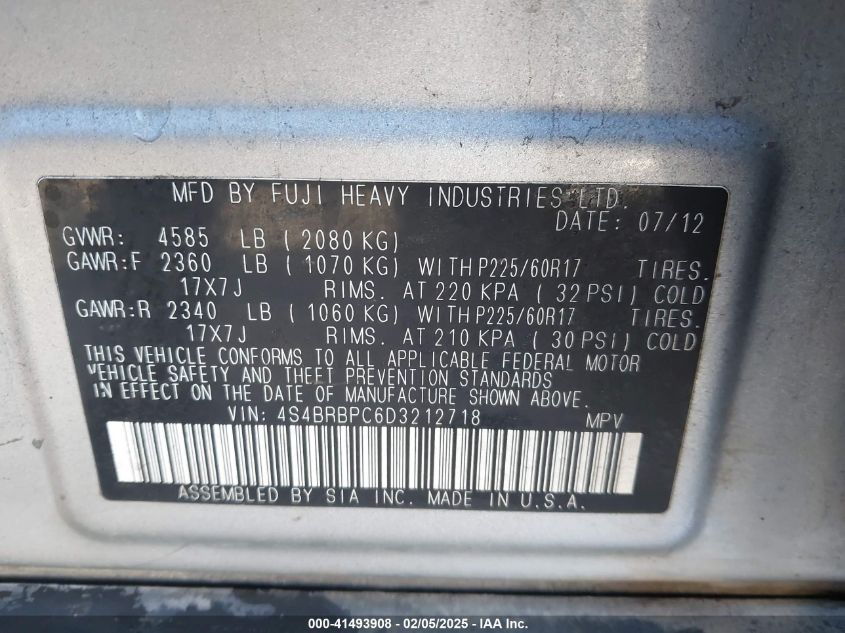 MFD BY FUJI HEAVY INDUSTRIES LTD.
DATE: 07/12
GVWR: 4585 LB ( 2080 KG)
GAWR:F 2360 LB ( 1070 KG) WITH P225/60R17 TIRES.
17X7J RIMS. AT 220 KPA ( 32 PSI) COLD
GAWR:R 2340 LB ( 1060 KG) WITH P225/60R17 TIRES.
17X7J RIMS. AT 210 KPA ( 30 PSI) COLD
THIS VEHICLE CONFORMS TO ALL APPLICABLE FEDERAL MOTOR
VEHICLE SAFETY AND THEFT PREVENTION STANDARDS
IN EFFECT ON THE DATE OF MANUFACTURE SHOWN ABOVE.
VIN: 4S4BRBPC6D3212718 MPV
ASSEMBLED BY SIA INC. MADE IN U.S.A.
000-41493908 - 02/05/2025 - IAA Inc.